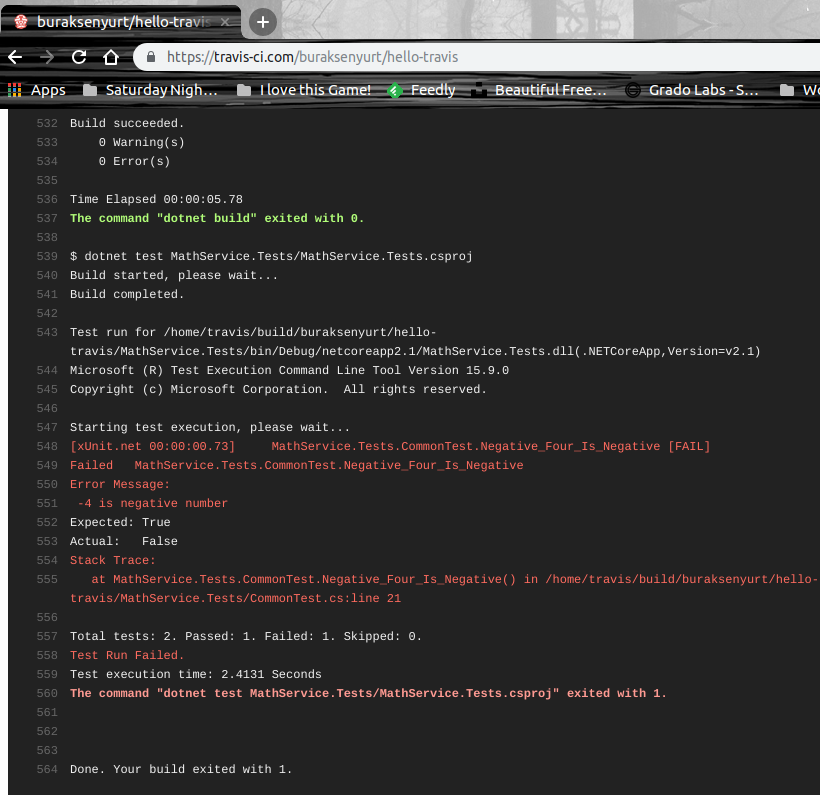 buraksenyurt/hello-travis
https://travis-ci.com/buraksenyurt/hello-travis
Apps Saturday Nigh... I love this Game! Feedly Beautiful Free... Grado Labs - S... Wo
532 Build succeeded.
533     0 Warning(s)
534     0 Error(s)
535
536 Time Elapsed 00:00:05.78
537 The command "dotnet build" exited with 0.
538
539 $ dotnet test MathService.Tests/MathService.Tests.csproj
540 Build started, please wait...
541 Build completed.
542
543 Test run for /home/travis/build/buraksenyurt/hello-
travis/MathService.Tests/bin/Debug/netcoreapp2.1/MathService.Tests.dll(.NETCoreApp,Version=v2.1)
544 Microsoft (R) Test Execution Command Line Tool Version 15.9.0
545 Copyright (c) Microsoft Corporation.  All rights reserved.
546
547 Starting test execution, please wait...
548 [xUnit.net 00:00:00.73]     MathService.Tests.CommonTest.Negative_Four_Is_Negative [FAIL]
549 Failed   MathService.Tests.CommonTest.Negative_Four_Is_Negative
550 Error Message:
551  -4 is negative number
552 Expected: True
553 Actual:   False
554 Stack Trace:
555    at MathService.Tests.CommonTest.Negative_Four_Is_Negative() in /home/travis/build/buraksenyurt/hello-
travis/MathService.Tests/CommonTest.cs:line 21
556
557 Total tests: 2. Passed: 1. Failed: 1. Skipped: 0.
558 Test Run Failed.
559 Test execution time: 2.4131 Seconds
560 The command "dotnet test MathService.Tests/MathService.Tests.csproj" exited with 1.
561
562
563
564 Done. Your build exited with 1.